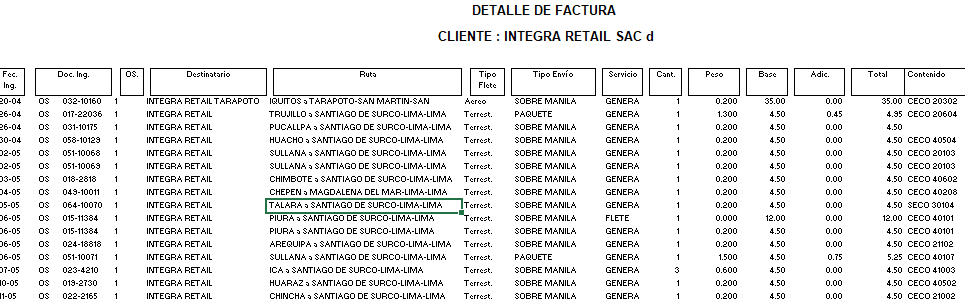 DETALLE DE FACTURA
CLIENTE : INTEGRA RETAIL SAC d
Fec. Ing. Doc. Ing. OS. Destinatario Ruta Tipo Flete Tipo Envío Servicio Cant. Peso Base Adic. Total Contenido
20-04 OS 032-10160 1 INTEGRA RETAIL TARAPOTO IQUITOS a TARAPOTO-SAN MARTIN-SAN Aereo SOBRE MANILA GENERA 1 0.200 35.00 0.00 35.00 CECO 20302
26-04 OS 017-22036 1 INTEGRA RETAIL TRUJILLO a SANTIAGO DE SURCO-LIMA-LIMA Terrest. PAQUETE GENERA 1 1.300 4.50 0.45 4.95 CECO 20604
26-04 OS 031-10175 1 INTEGRA RETAIL PUCALLPA a SANTIAGO DE SURCO-LIMA-LIMA Terrest. SOBRE MANILA GENERA 1 0.200 4.50 0.00 4.50
30-04 OS 058-10129 1 INTEGRA RETAIL HUACHO a SANTIAGO DE SURCO-LIMA-LIMA Terrest. SOBRE MANILA GENERA 1 0.200 4.50 0.00 4.50 CECO 40504
02-05 OS 051-10068 1 INTEGRA RETAIL SULLANA a SANTIAGO DE SURCO-LIMA-LIMA Terrest. SOBRE MANILA GENERA 1 0.200 4.50 0.00 4.50 CECO 20103
02-05 OS 051-10069 1 INTEGRA RETAIL SULLANA a SANTIAGO DE SURCO-LIMA-LIMA Terrest. SOBRE MANILA GENERA 1 0.200 4.50 0.00 4.50 CECO 20101
03-05 OS 018-2818 1 INTEGRA RETAIL CHIMBOTE a SANTIAGO DE SURCO-LIMA-LIMA Terrest. SOBRE MANILA GENERA 1 0.200 4.50 0.00 4.50 CECO 40602
04-05 OS 049-10011 1 INTEGRA RETAIL CHEPEN a MAGDALENA DEL MAR-LIMA-LIMA Terrest. SOBRE MANILA GENERA 1 0.200 4.50 0.00 4.50 CECO 40208
05-05 OS 064-10070 1 INTEGRA RETAIL TALARA a SANTIAGO DE SURCO-LIMA-LIMA Terrest. SOBRE MANILA GENERA 1 0.200 4.50 0.00 4.50 SECO 30104
06-05 OS 015-11384 1 INTEGRA RETAIL PIURA a SANTIAGO DE SURCO-LIMA-LIMA Terrest. SOBRE MANILA FLETE 1 0.000 12.00 0.00 12.00 CECO 40101
06-05 OS 015-11384 1 INTEGRA RETAIL PIURA a SANTIAGO DE SURCO-LIMA-LIMA Terrest. SOBRE MANILA GENERA 1 0.200 4.50 0.00 4.50 CECO 40101
06-05 OS 024-18818 1 INTEGRA RETAIL AREQUIPA a SANTIAGO DE SURCO-LIMA-LIMA Terrest. SOBRE MANILA GENERA 1 0.200 4.50 0.00 4.50 CECO 21102
06-05 OS 051-10071 1 INTEGRA RETAIL SULLANA a SANTIAGO DE SURCO-LIMA-LIMA Terrest. PAQUETE GENERA 1 1.500 4.50 0.75 5.25 CECO 40107
07-05 OS 023-4210 1 INTEGRA RETAIL ICA a SANTIAGO DE SURCO-LIMA-LIMA Terrest. SOBRE MANILA GENERA 3 0.600 4.50 0.00 4.50 CECO 41003
10-05 OS 019-2730 1 INTEGRA RETAIL HUARAZ a SANTIAGO DE SURCO-LIMA-LIMA Terrest. SOBRE MANILA GENERA 1 0.200 4.50 0.00 4.50 CECO 40502
11-05 OS 022-2165 1 INTEGRA RETAIL CHINCHA a SANTIAGO DE SURCO-LIMA-LIMA Terrest. SOBRE MANILA GENERA 1 0.200 4.50 0.00 4.50 CECO 21002